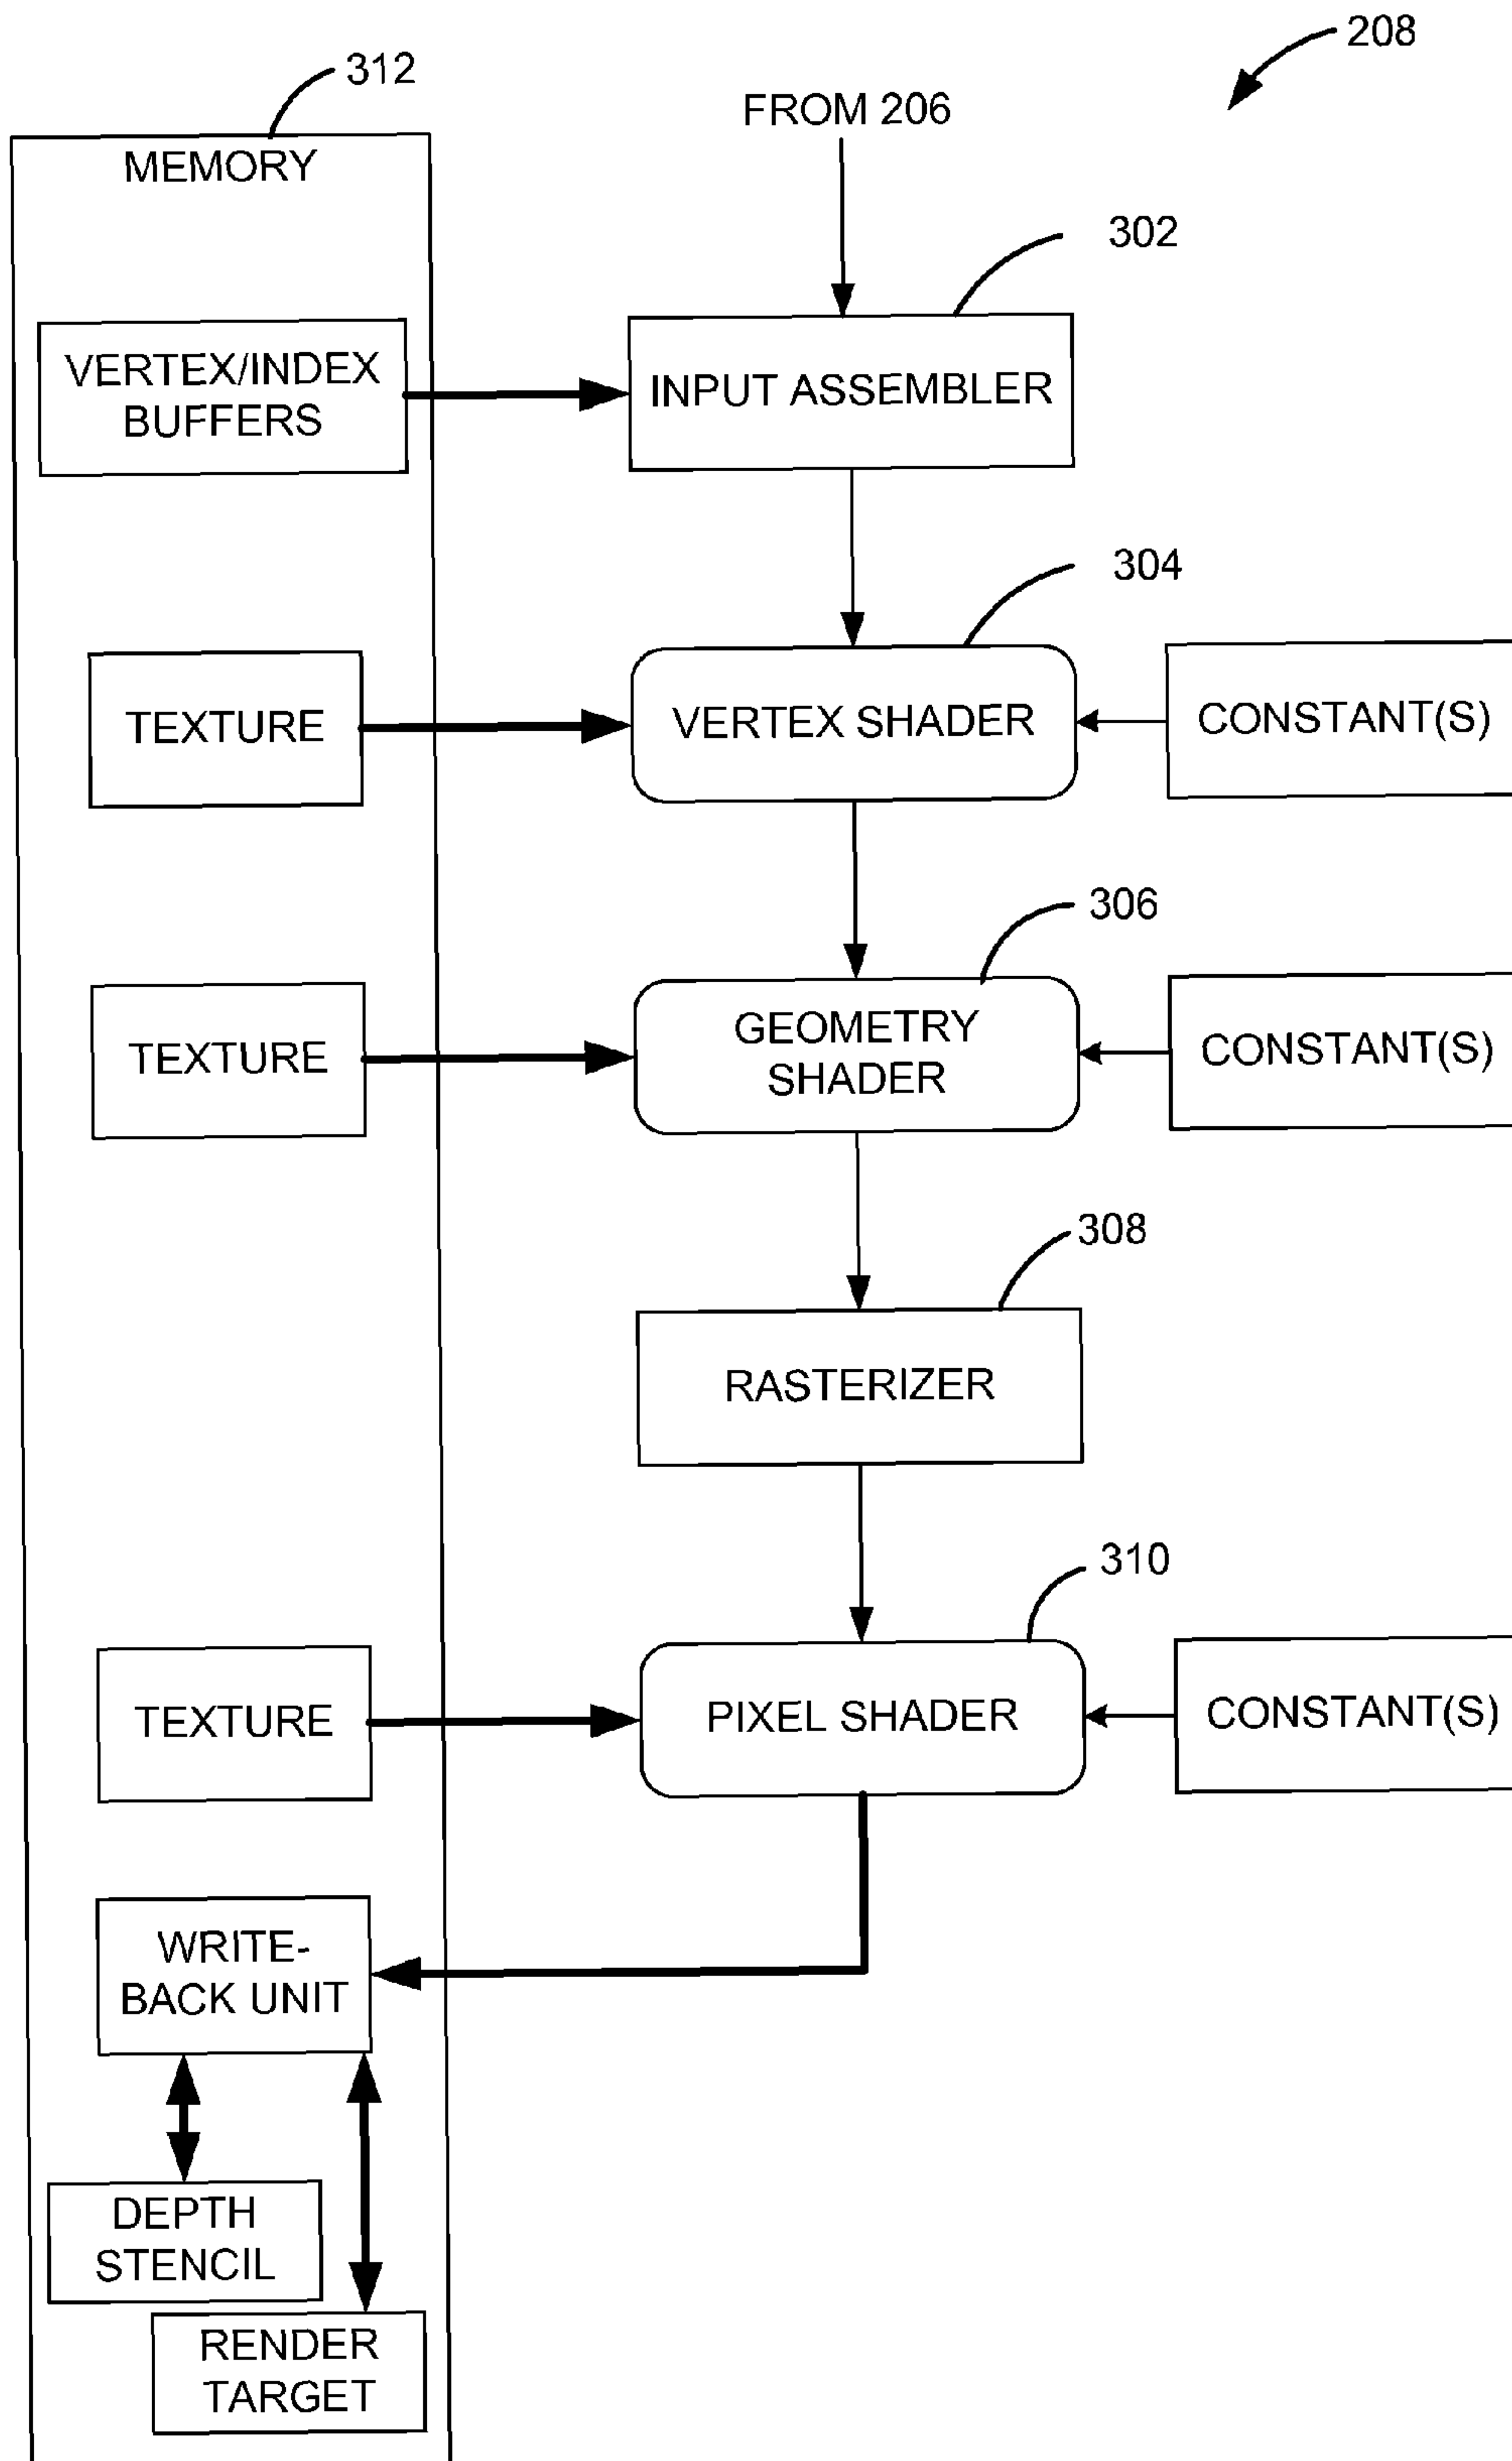 208
312
FROM 206
MEMORY
302
VERTEX/INDEX
BUFFERS
INPUT ASSEMBLER
304
TEXTURE
VERTEX SHADER
CONSTANT(S)
306
TEXTURE
GEOMETRY
SHADER
CONSTANT(S)
308
RASTERIZER
310
TEXTURE
PIXEL SHADER
CONSTANT(S)
WRITE-
BACK UNIT
DEPTH
STENCIL
RENDER
TARGET